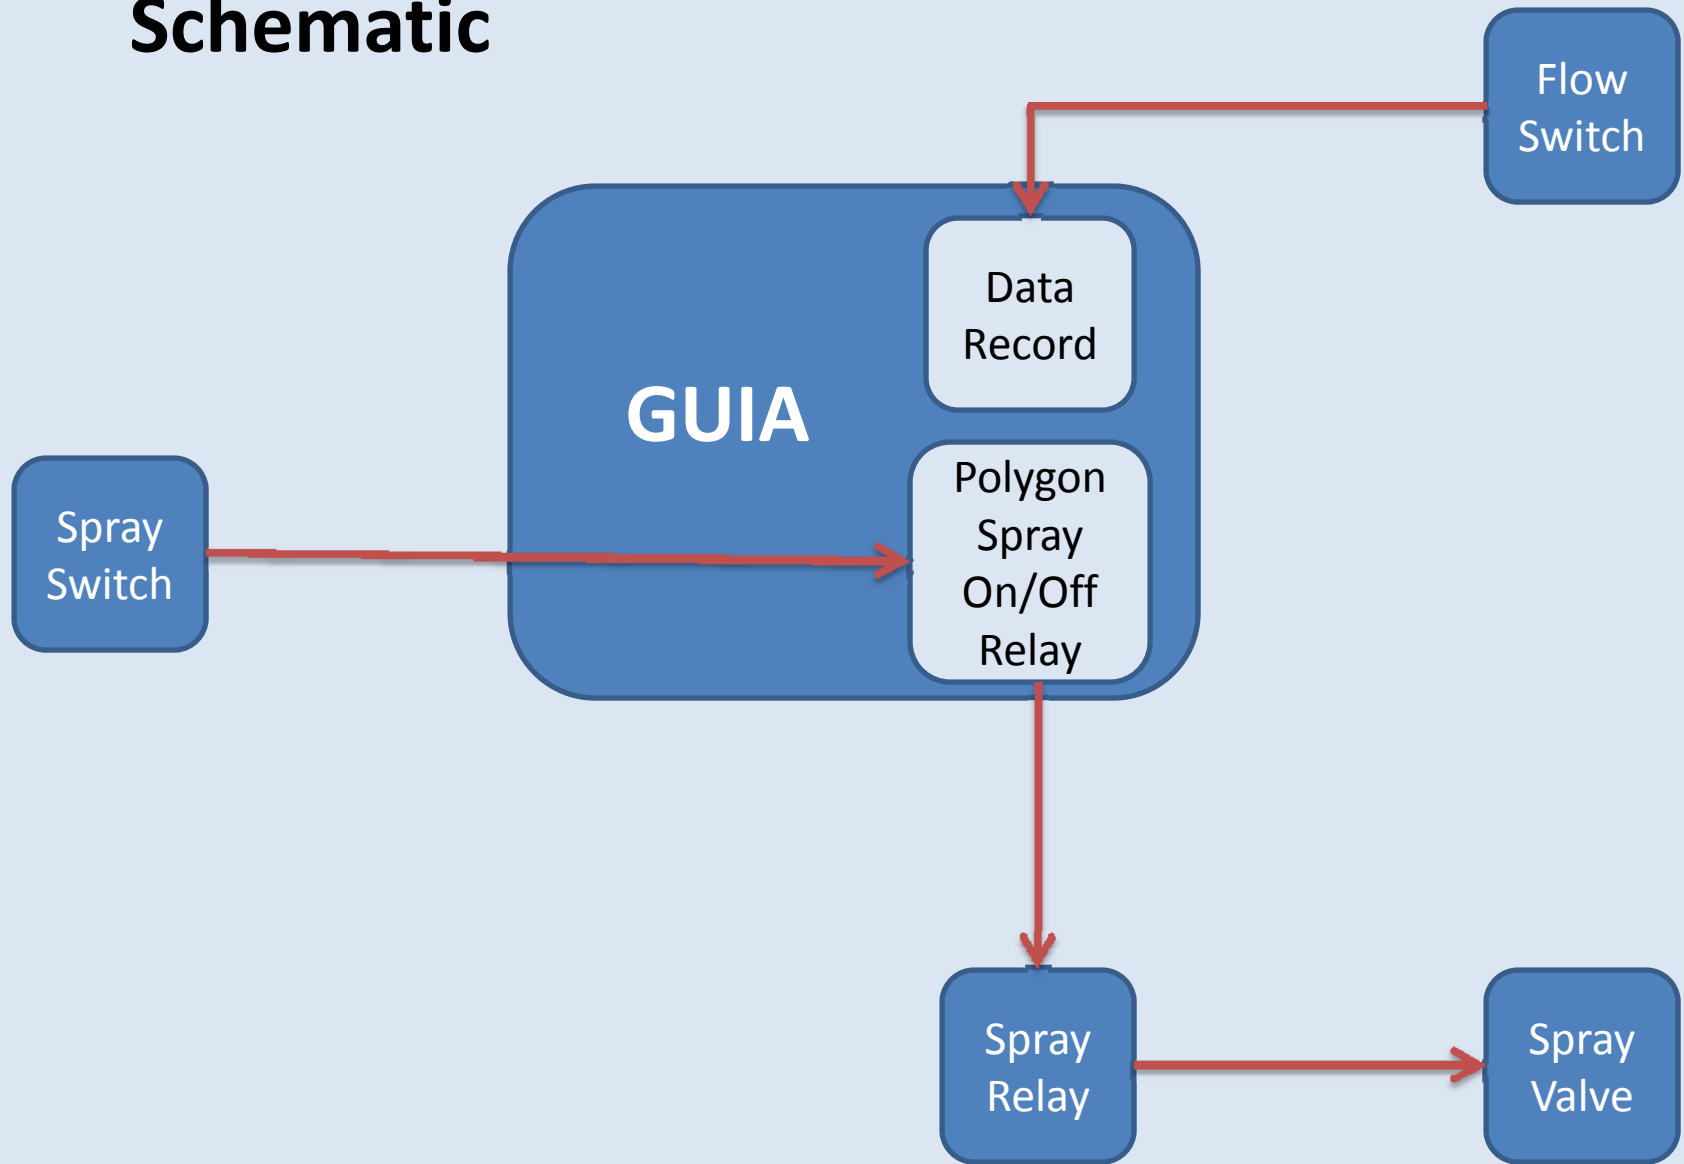 Schematic
Flow
Switch
Data
Record
GUIA
Polygon
Spray
On/Off
Relay
Spray
Switch
Spray
Relay
Spray
Valve